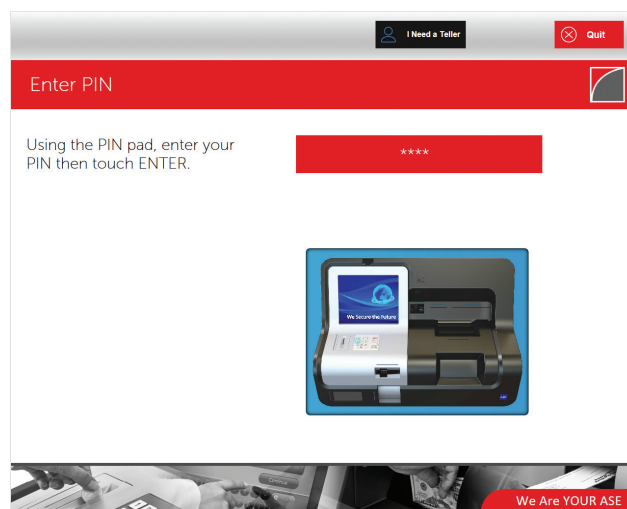 I Need a Teller
Quit
Enter PIN
Using the PIN pad, enter your
PIN then touch ENTER.
****
We Secure the Future
Continue
We Are YOUR ASE